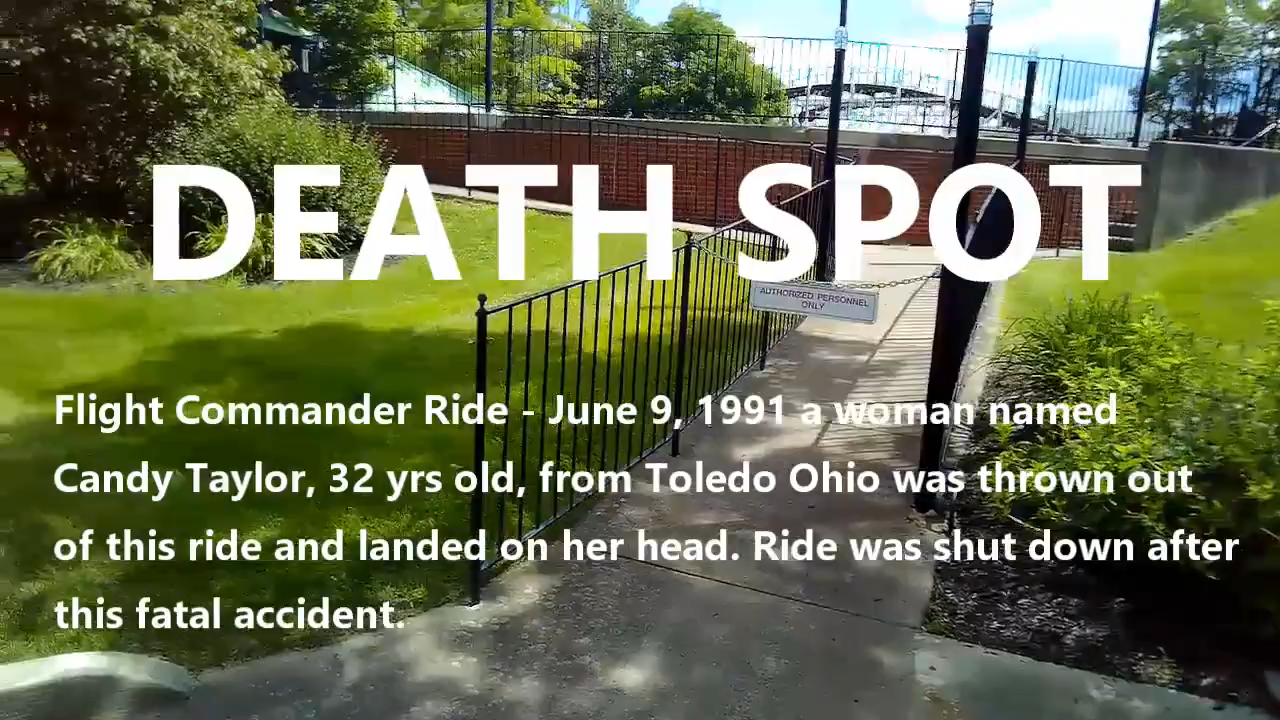 DEATH SPOT
AUTHORIZED PERSONNEL
ONLY
Flight Commander Ride - June 9, 1991 a woman named
Candy Taylor, 32 yrs old, from Toledo Ohio was thrown out
of this ride and landed on her head. Ride was shut down after
this fatal accident.